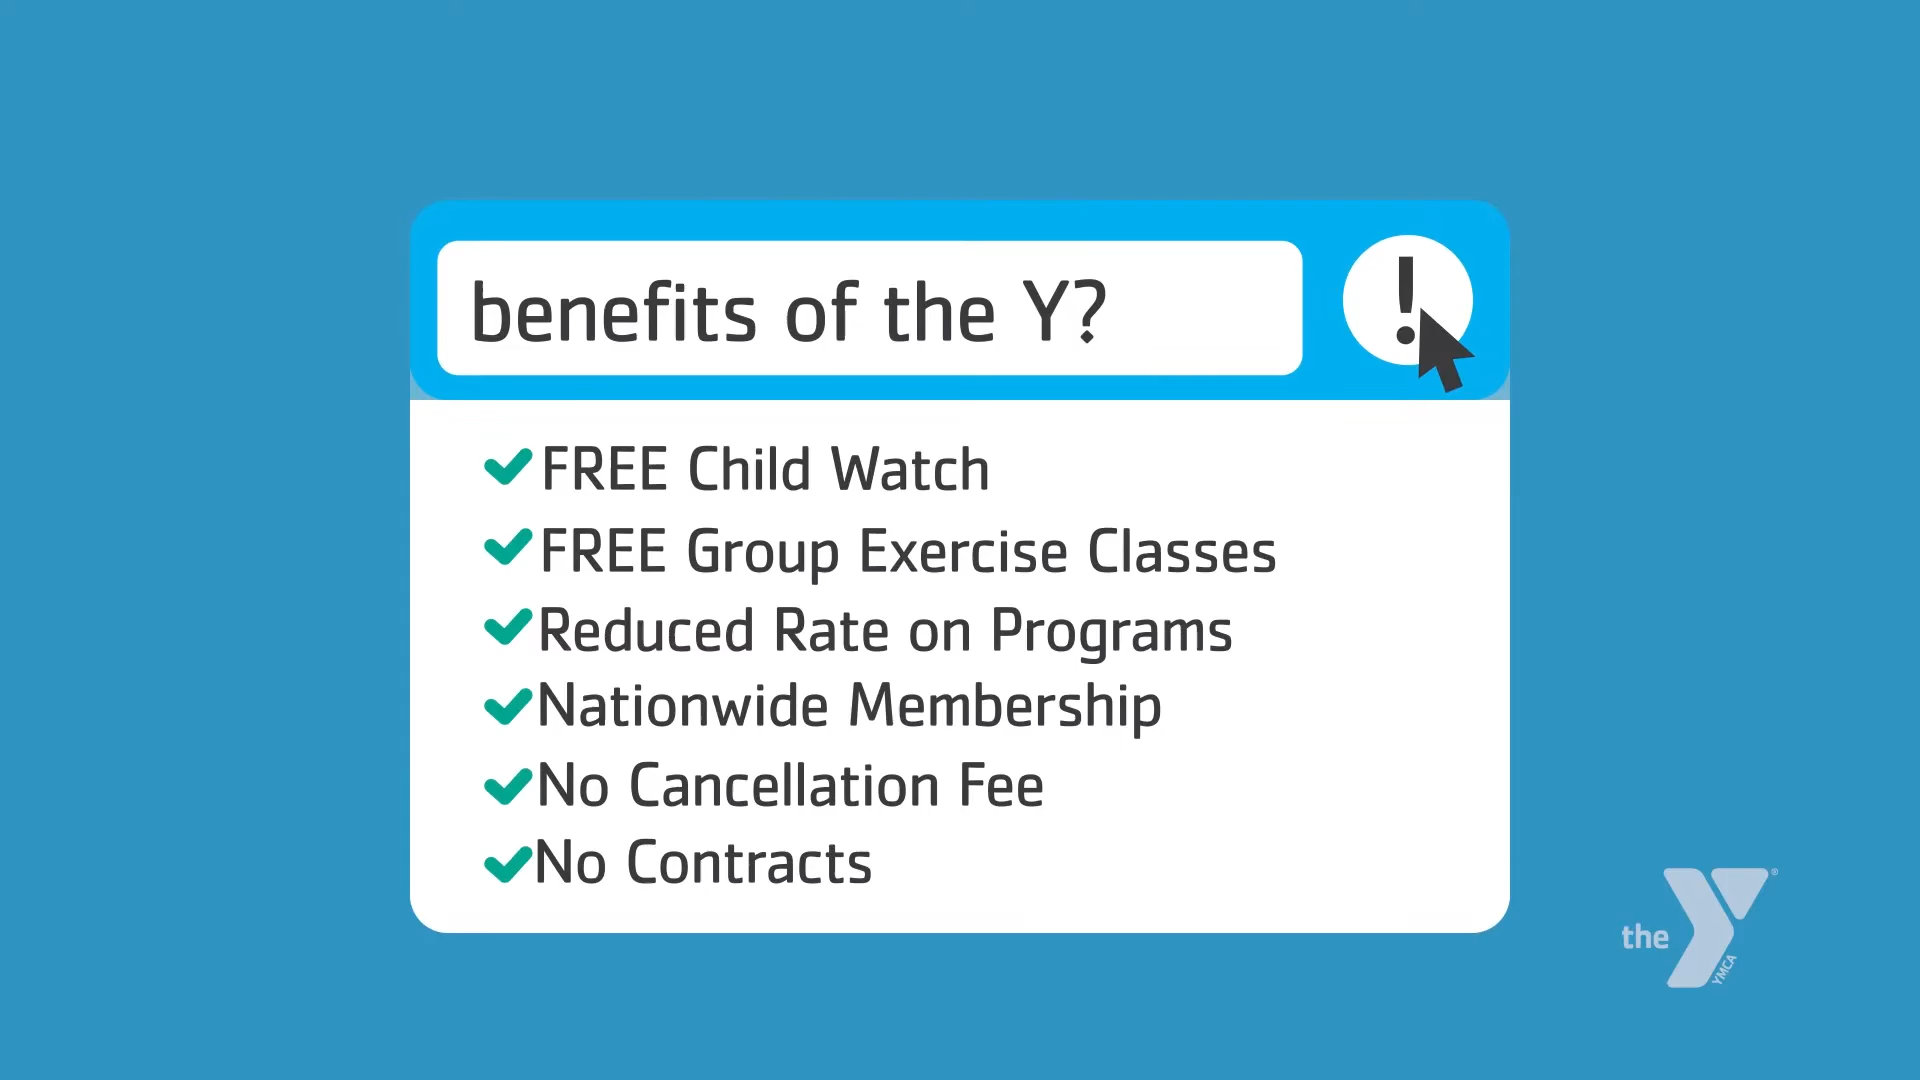 benefits of the Y?
!
FREE Child Watch
FREE Group Exercise Classes
Reduced Rate on Programs
Nationwide Membership
No Cancellation Fee
No Contracts
the Y®
YMCA